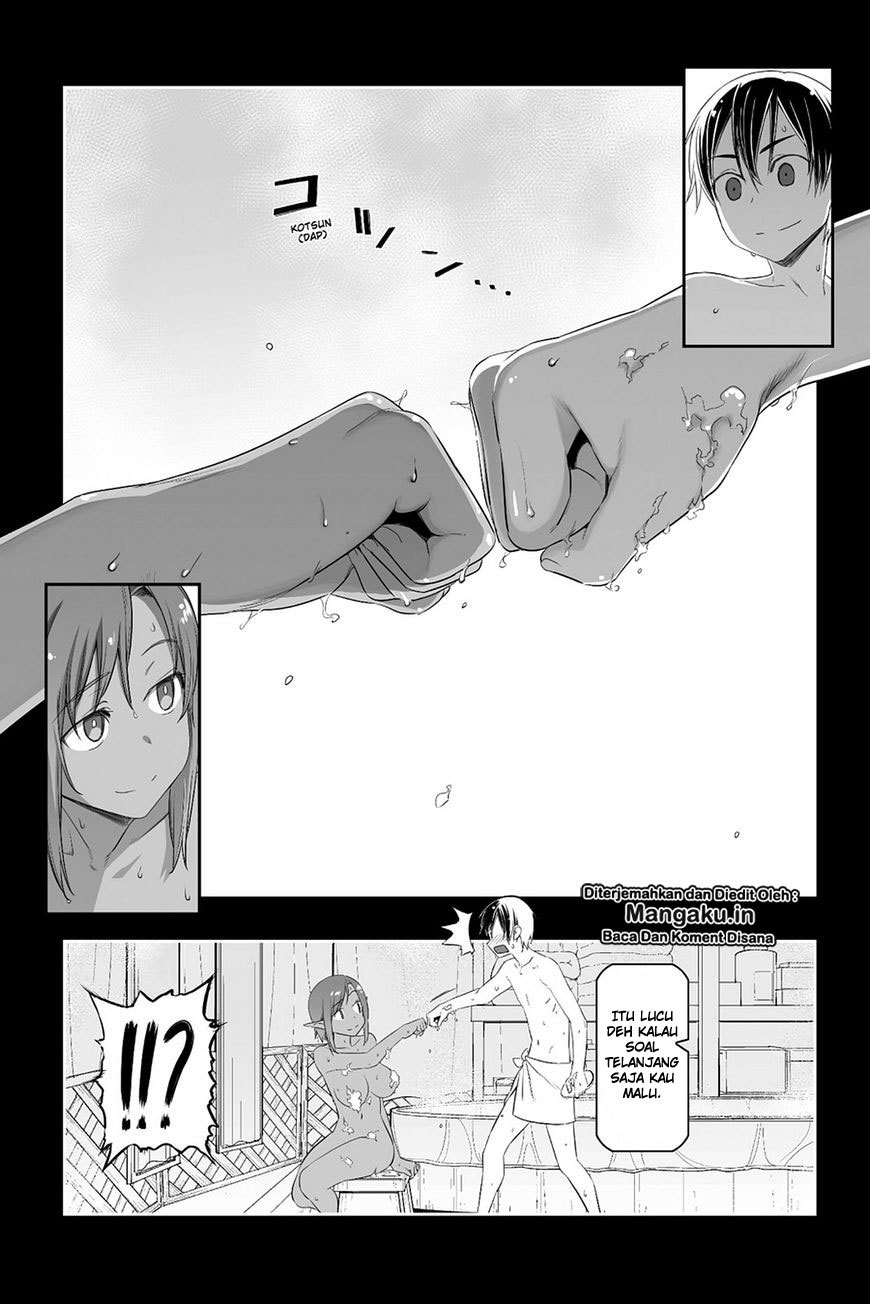 コツンッ...
KOTSUN
(DAP)
Diterjemahkan dan Diedit Oleh :
Mangaku.in
Baca Dan Koment Disana
!!?
ITU LUCU
DEH KALAU
SOAL
TELANJANG
SAJA KAU
MALU.